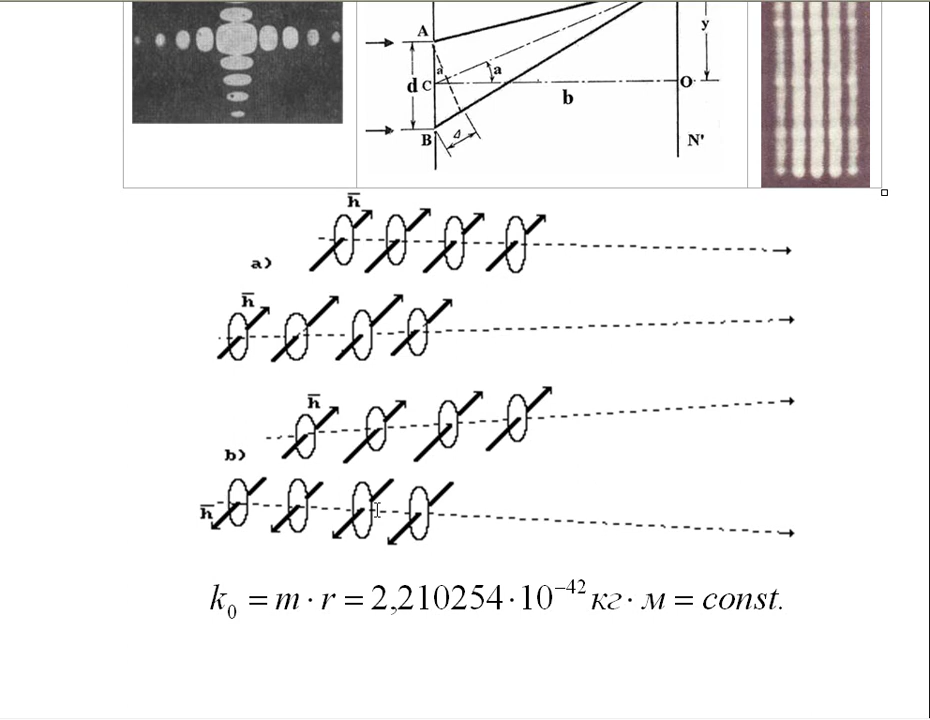 A
y
a
a
d C
O
b
B
Δ
N'
h̅
a)
h̅
h̅
b)
h̅
k₀ = m · r = 2,210254 · 10⁻⁴² кг · м = const.